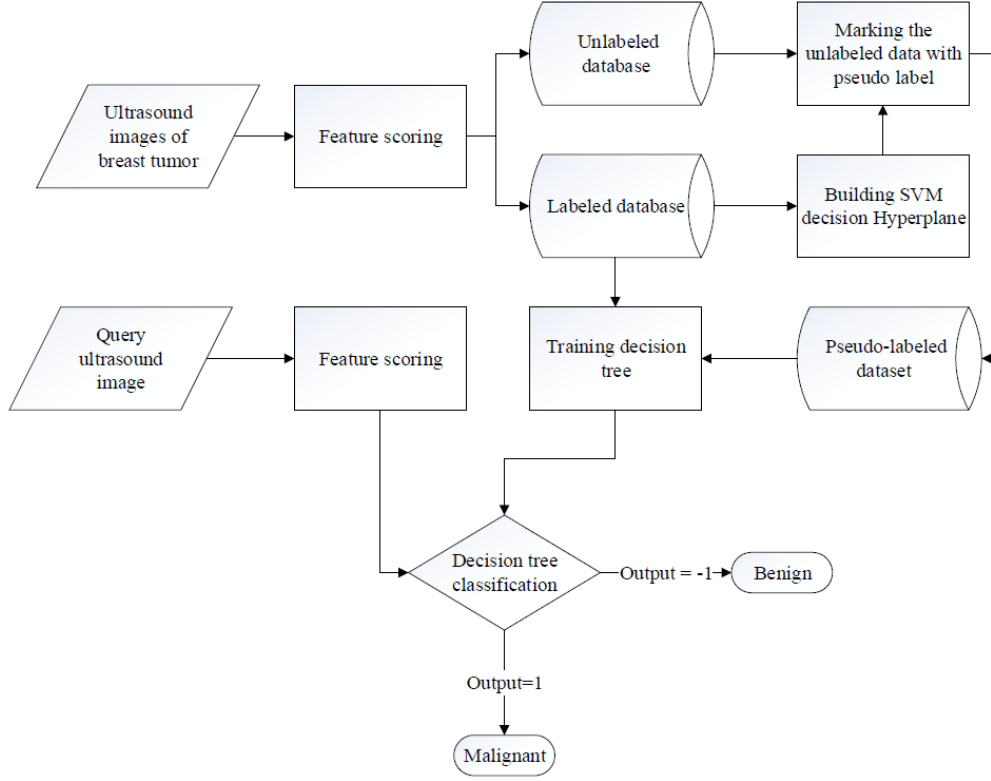 Unlabeled
database
Marking the
unlabeled data with
pseudo label
Ultrasound
images of
breast tumor
Feature scoring
Labeled database
Building SVM
decision Hyperplane
Query
ultrasound
image
Feature scoring
Training decision
tree
Pseudo-labeled
dataset
Decision tree
classification
Output = -1
Benign
Output=1
Malignant